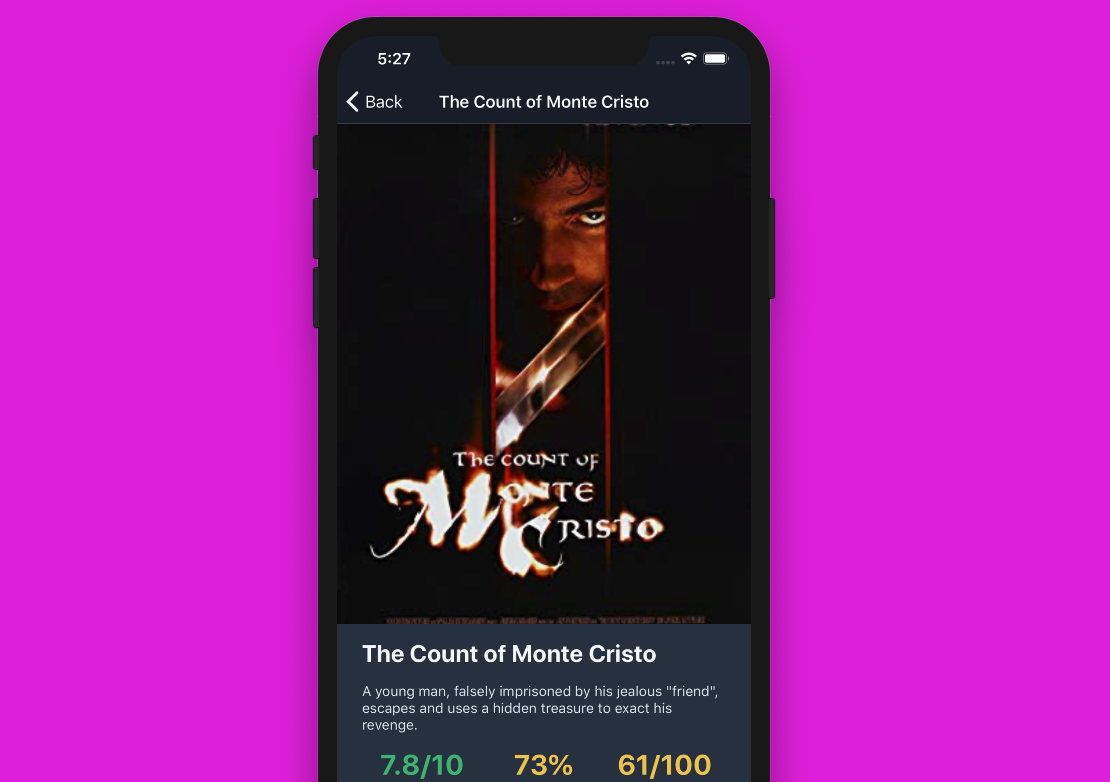 5:27
Back
The Count of Monte Cristo
The Count of
Monte
Cristo
The Count of Monte Cristo
A young man, falsely imprisoned by his jealous "friend",
escapes and uses a hidden treasure to exact his
revenge.
7.8/10 73% 61/100